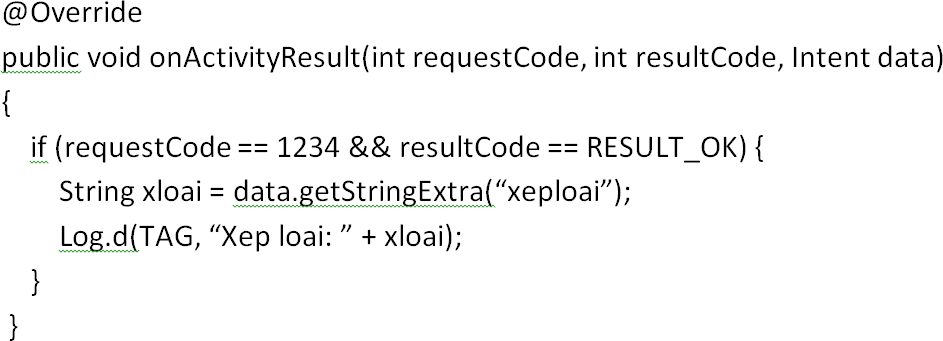 @Override
public void onActivityResult(int requestCode, int resultCode, Intent data)
{
if (requestCode == 1234 && resultCode == RESULT_OK) {
String xloai = data.getStringExtra(“xeploai”);
Log.d(TAG, “Xep loai: ” + xloai);
}
}